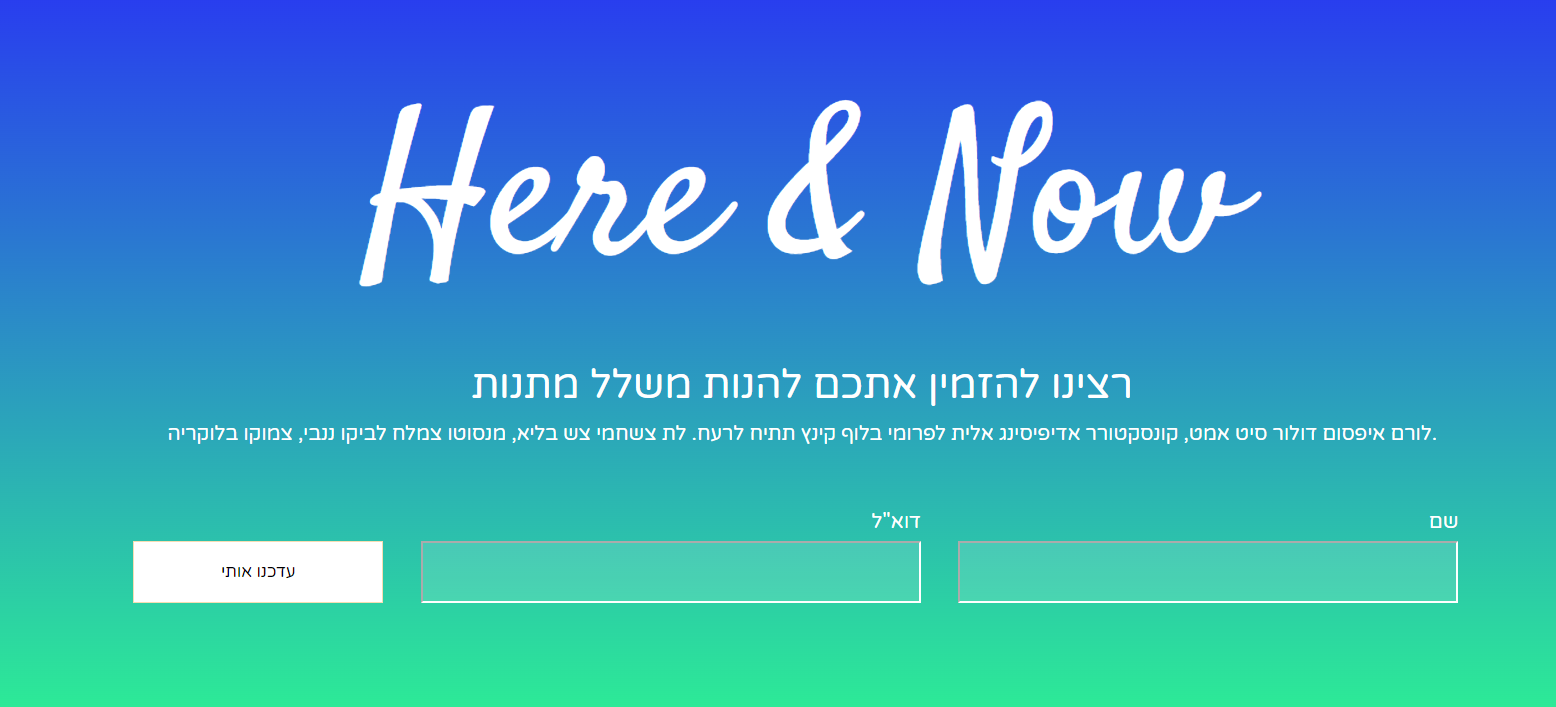 Here & Now
רצינו להזמין אתכם להנות משלל מתנות
לורם איפסום דולור סיט אמט, קונסקטורר אדיפיסינג אלית לפרומי בלוף קינץ תתיח לרעח. לת צשחמי צש בליא, מנסוטו צמלח לביקו ננבי, צמוקו בלוקריה.
שם
דוא"ל
עדכנו אותי